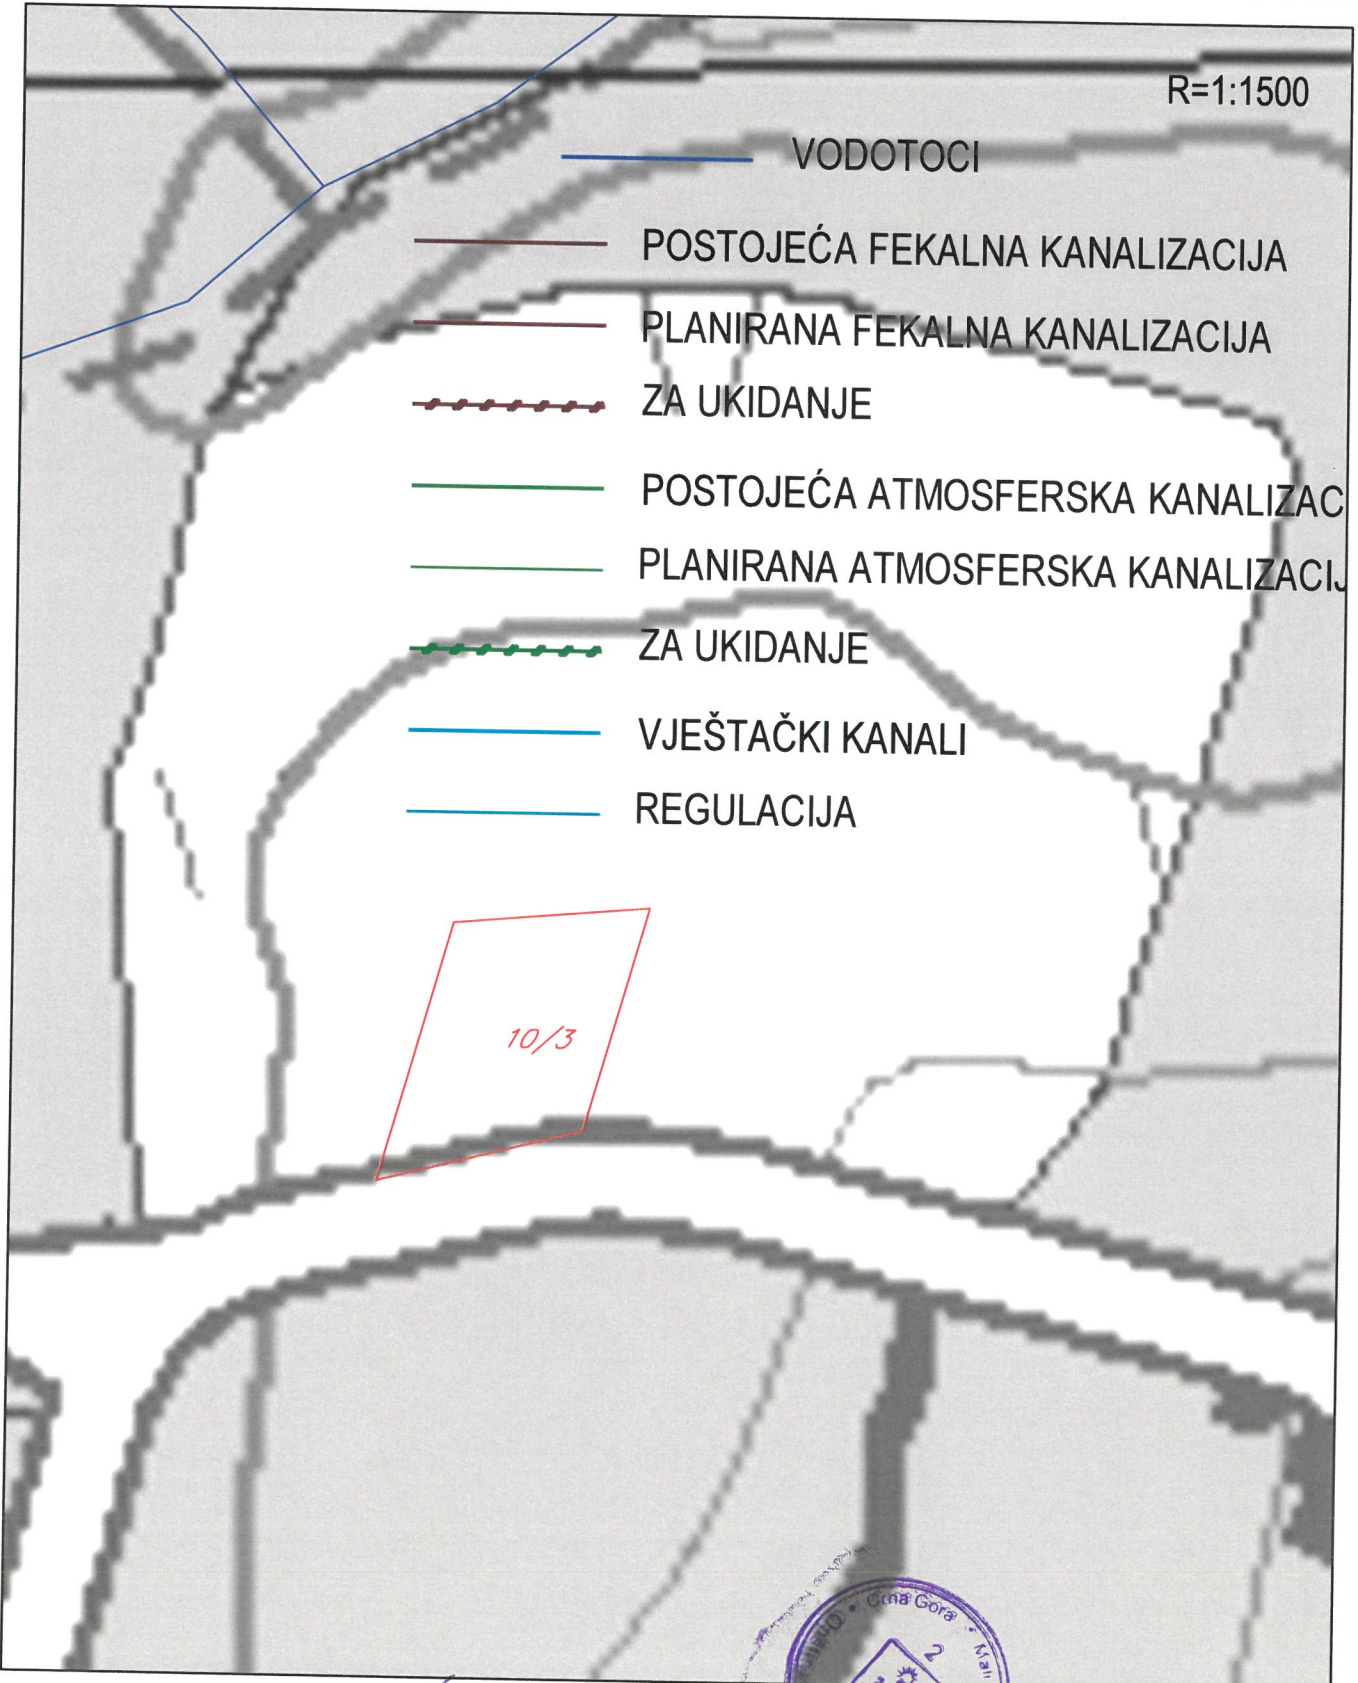 R=1:1500
VODOTOCI
POSTOJEĆA FEKALNA KANALIZACIJA
PLANIRANA FEKALNA KANALIZACIJA
ZA UKIDANJE
POSTOJEĆA ATMOSFERSKA KANALIZAC
PLANIRANA ATMOSFERSKA KANALIZACIJ
ZA UKIDANJE
VJEŠTAČKI KANALI
REGULACIJA
10/3
Crna Gora
2